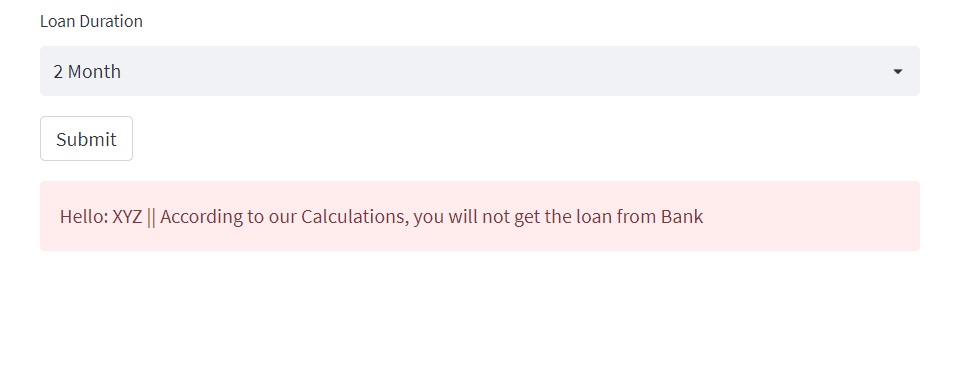 Loan Duration
2 Month
Submit
Hello: XYZ || According to our Calculations, you will not get the loan from Bank